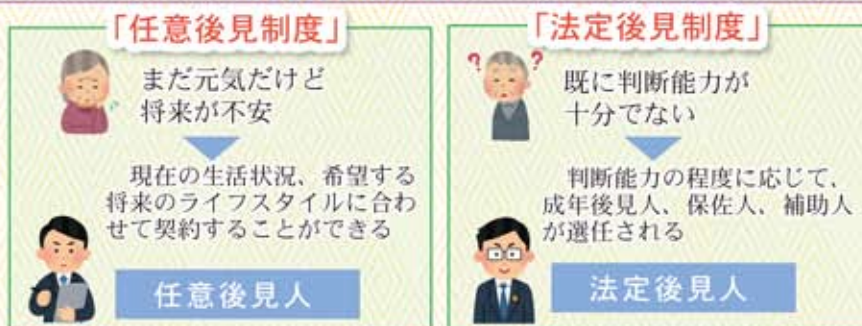 「任意後見制度」
まだ元気だけど
将来が不安
現在の生活状況、希望する
将来のライフスタイルに合わ
せて契約することができる
任意後見人
「法定後見制度」
? ?
既に判断能力が
十分でない
判断能力の程度に応じて、
成年後見人、保佐人、補助人
が選任される
法定後見人